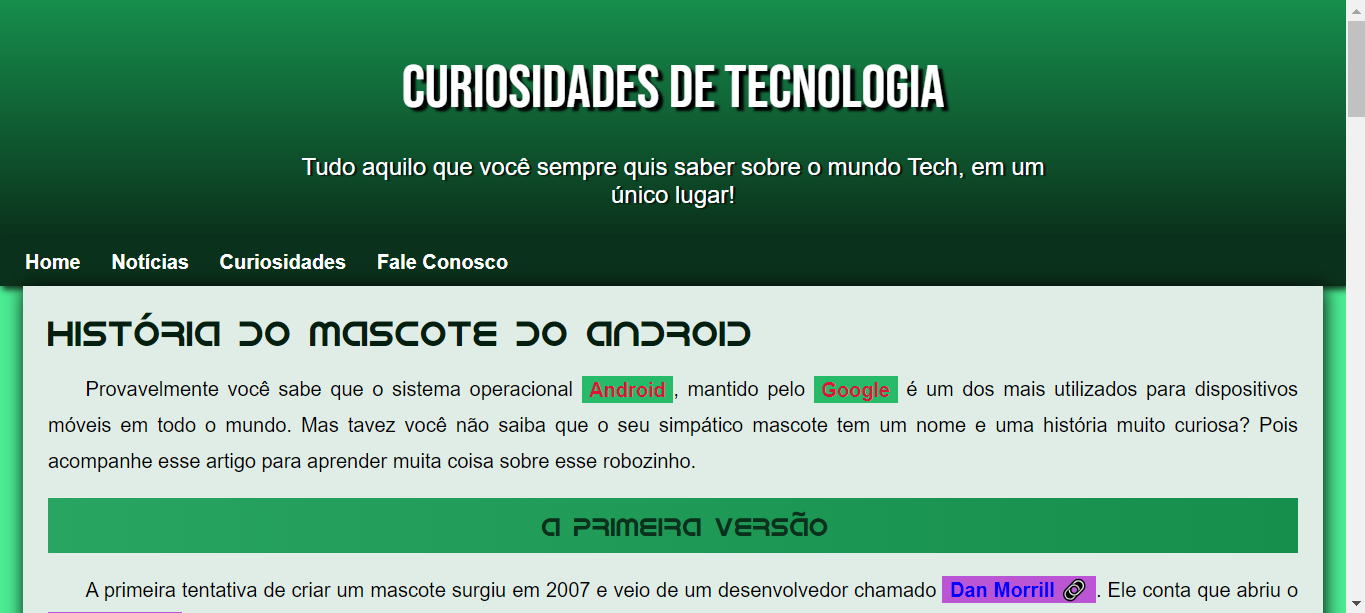 CURIOSIDADES DE TECNOLOGIA
Tudo aquilo que você sempre quis saber sobre o mundo Tech, em um
único lugar!
Home Notícias Curiosidades Fale Conosco
HISTÓRIA DO MASCOTE DO ANDROID
Provavelmente você sabe que o sistema operacional Android, mantido pelo Google é um dos mais utilizados para dispositivos
móveis em todo o mundo. Mas tavez você não saiba que o seu simpático mascote tem um nome e uma história muito curiosa? Pois
acompanhe esse artigo para aprender muita coisa sobre esse robozinho.
A PRIMEIRA VERSÃO
A primeira tentativa de criar um mascote surgiu em 2007 e veio de um desenvolvedor chamado Dan Morrill 🔗. Ele conta que abriu o